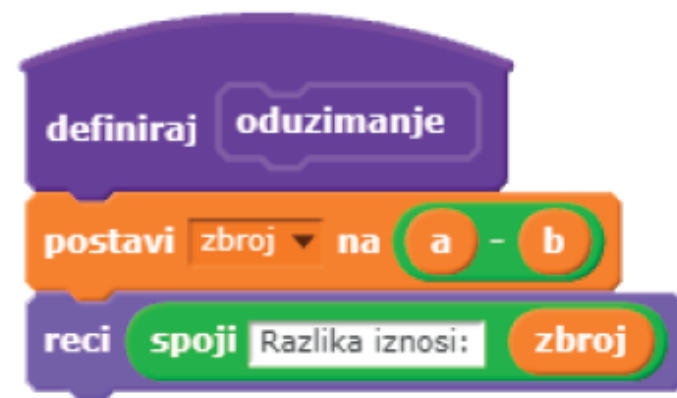 definiraj oduzimanje
postavi zbroj na a - b
reci spoji Razlika iznosi: zbroj